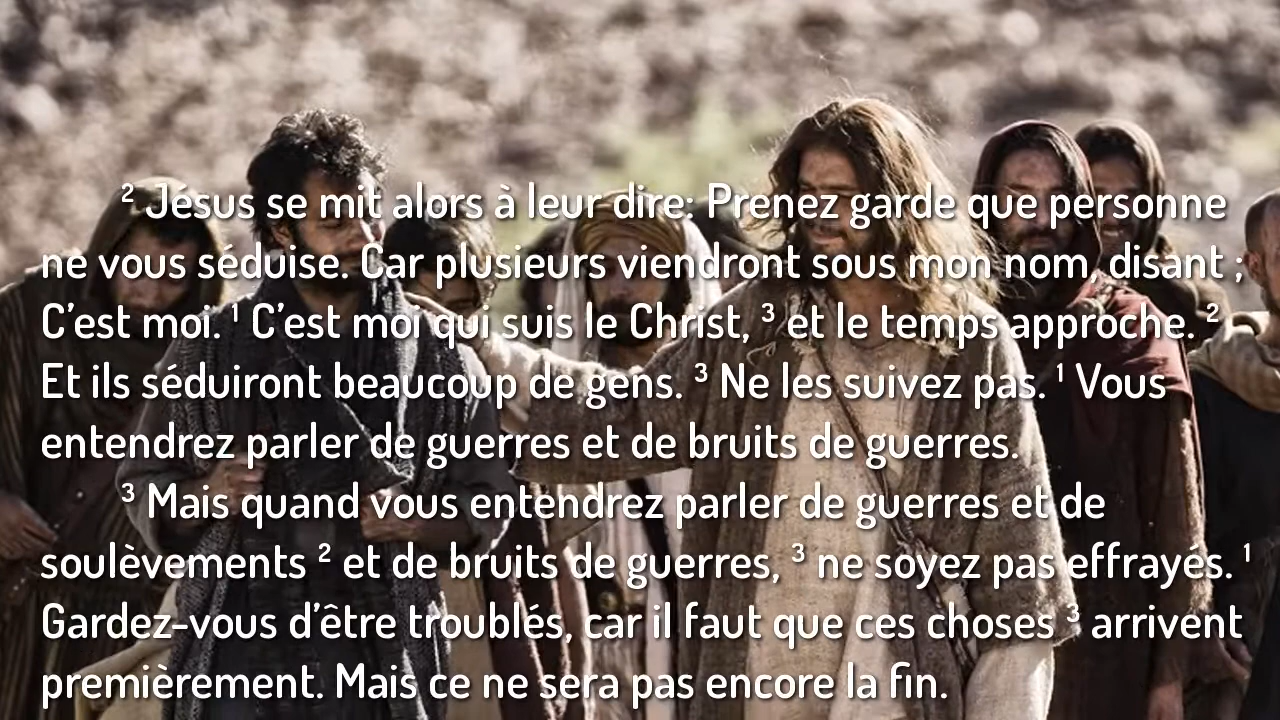 ² Jésus se mit alors à leur dire: Prenez garde que personne
ne vous séduise. Car plusieurs viendront sous mon nom, disant ;
C’est moi. ¹ C’est moi qui suis le Christ, ³ et le temps approche. ²
Et ils séduiront beaucoup de gens. ³ Ne les suivez pas. ¹ Vous
entendrez parler de guerres et de bruits de guerres.
³ Mais quand vous entendrez parler de guerres et de
soulèvements ² et de bruits de guerres, ³ ne soyez pas effrayés. ¹
Gardez-vous d’être troublés, car il faut que ces choses ³ arrivent
premièrement. Mais ce ne sera pas encore la fin.